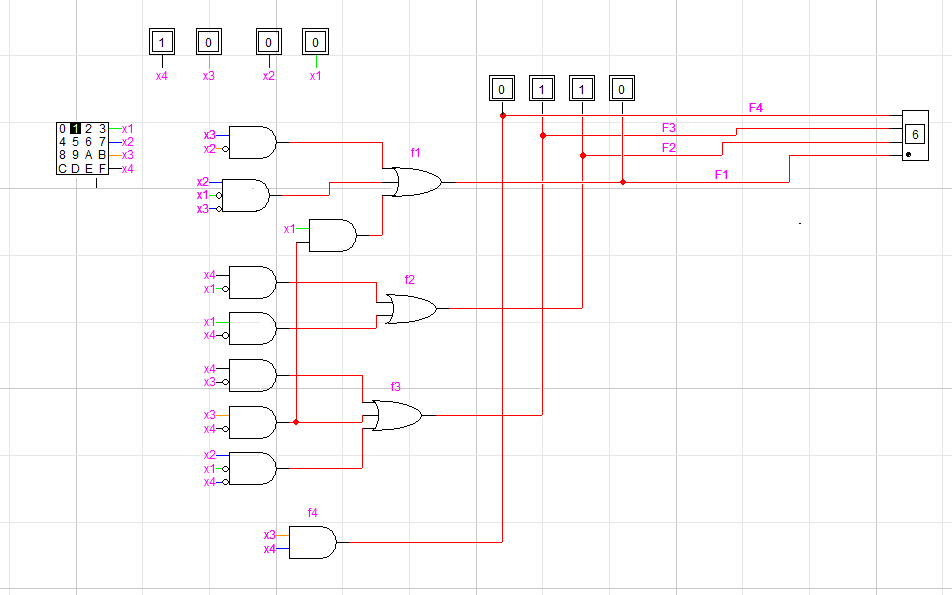 1 0 0 0
x4 x3 x2 x1
0 1 1 0
F4
0 1 2 3 x1
4 5 6 7 x2
8 9 A B x3
C D E F x4
F3
6
F2
F1
x3
x2
f1
x2
x1
x3
x1
x4
x1
f2
x1
x4
x4
x3
f3
x3
x4
x2
x1
x4
f4
x3
x4